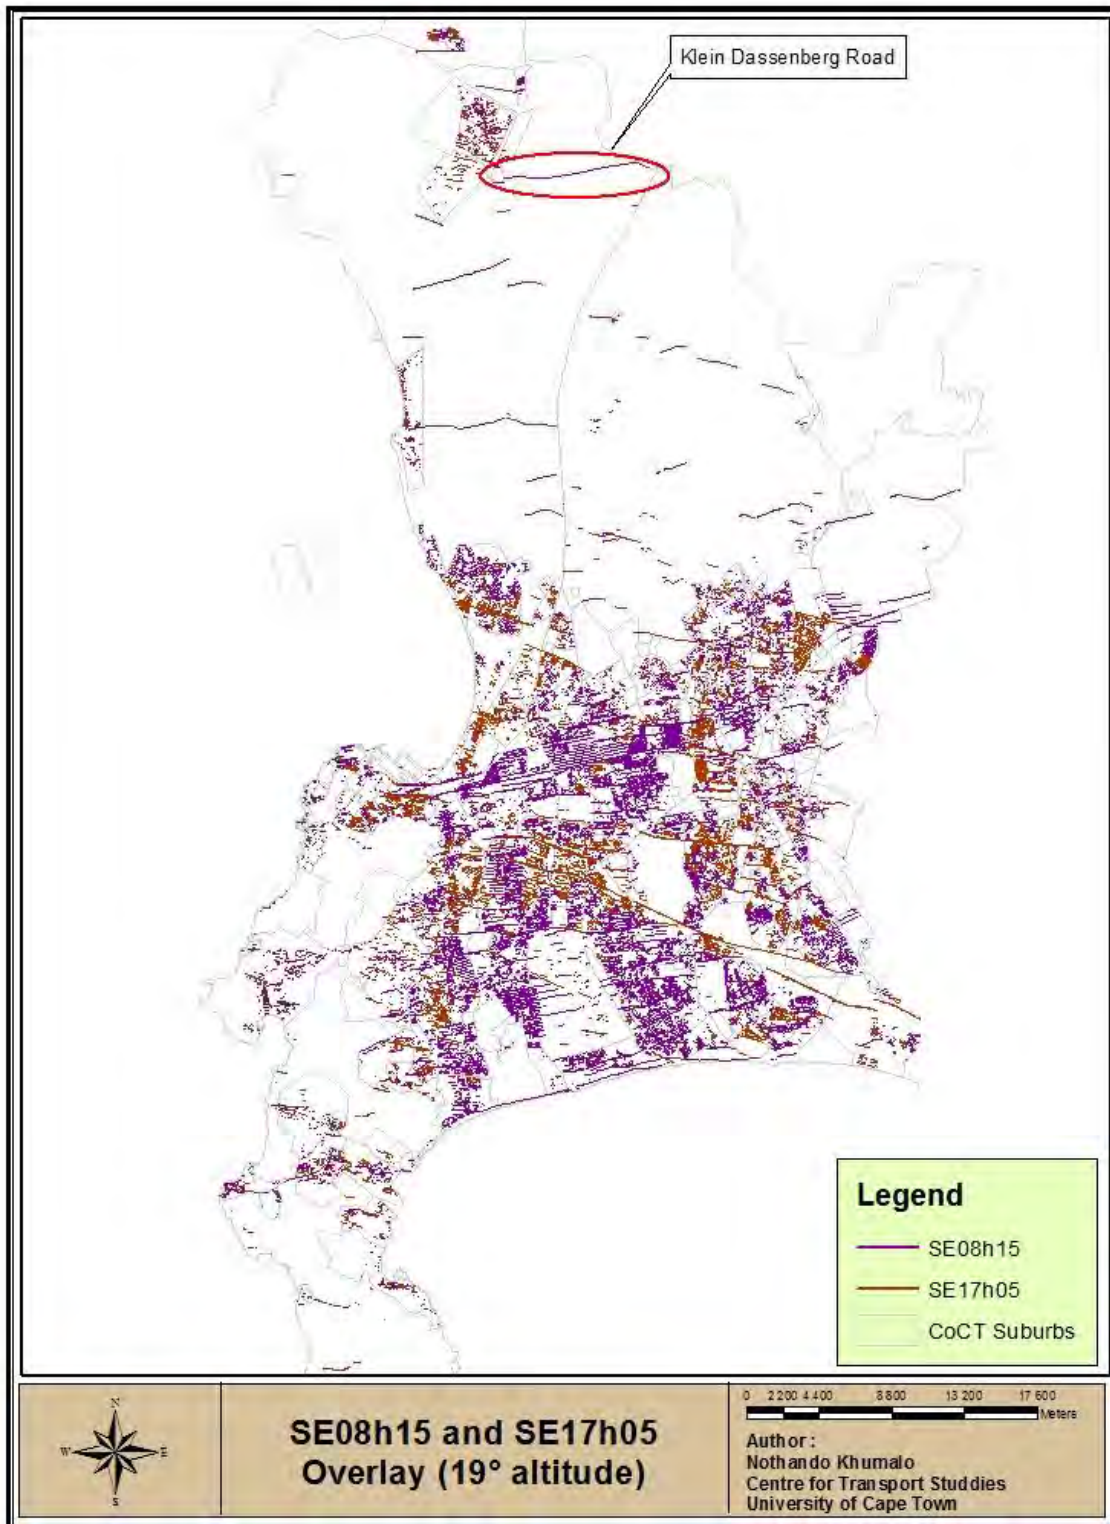 Klein Dassenberg Road
Legend
SE08h15
SE17h05
CoCT Suburbs
N
W
E
S
SE08h15 and SE17h05
Overlay (19° altitude)
0 2 200 4 400 8 800 13 200 17 600
Meters
Author :
Nothando Khumalo
Centre for Transport Studdies
University of Cape Town